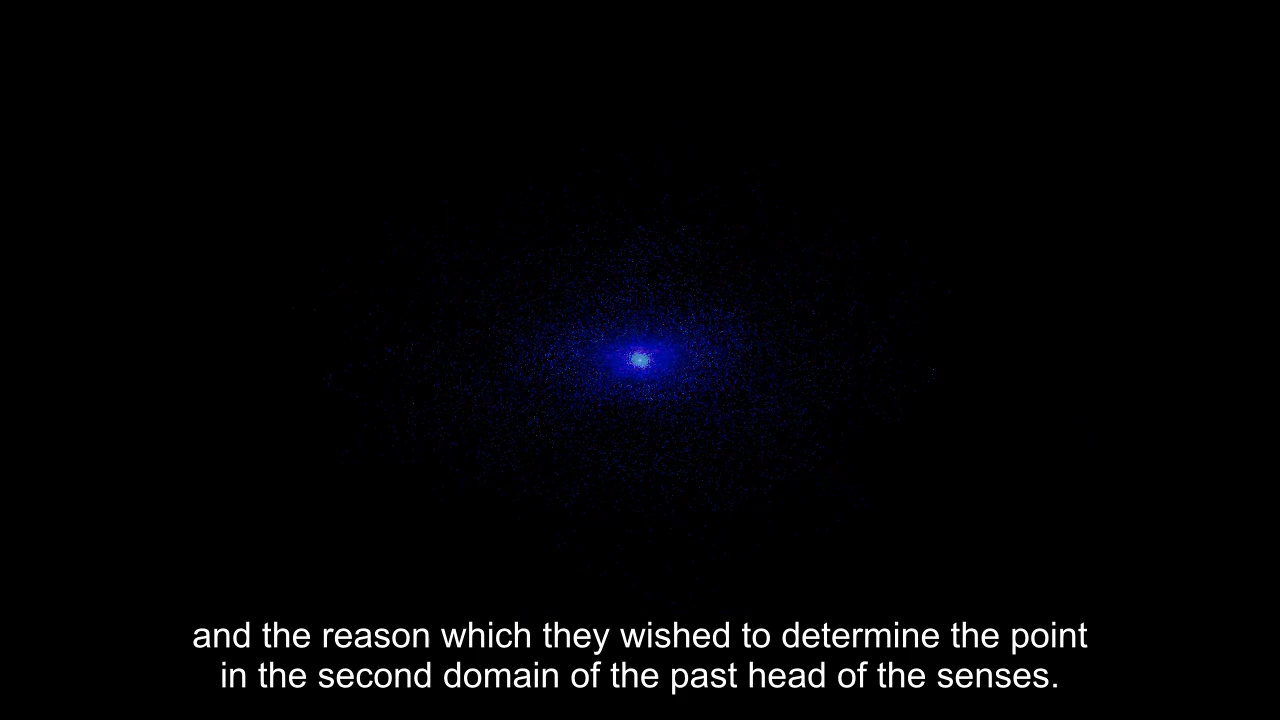 and the reason which they wished to determine the point
in the second domain of the past head of the senses.